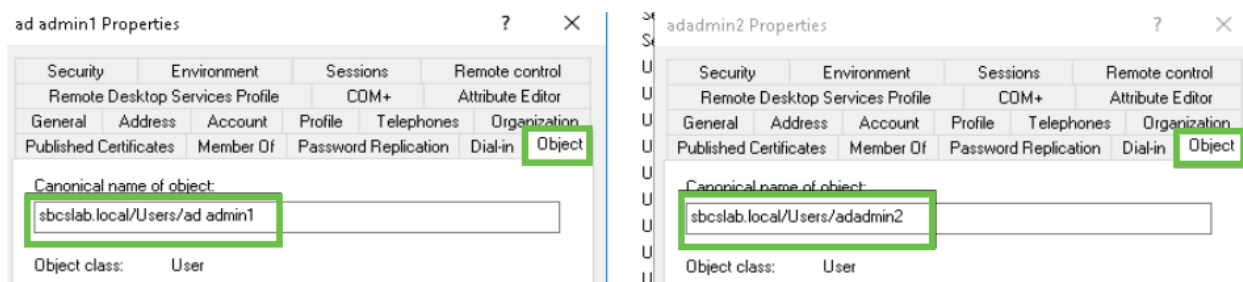 ad admin1 Properties ? ×
Security Environment Sessions Remote control
Remote Desktop Services Profile COM+ Attribute Editor
General Address Account Profile Telephones Organization
Published Certificates Member Of Password Replication Dial-in Object
Canonical name of object:
sbcslab.local/Users/ad admin1
Object class: User
adadmin2 Properties ? ×
Security Environment Sessions Remote control
Remote Desktop Services Profile COM+ Attribute Editor
General Address Account Profile Telephones Organization
Published Certificates Member Of Password Replication Dial-in Object
Canonical name of object:
sbcslab.local/Users/adadmin2
Object class: User